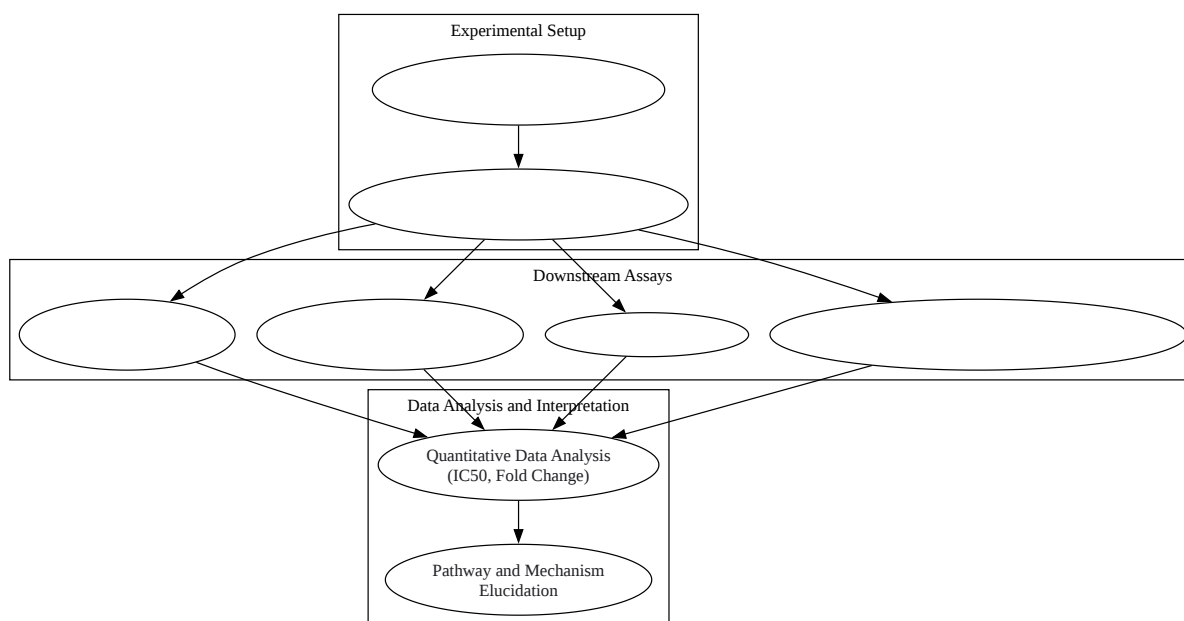 Experimental Setup
Downstream Assays
Data Analysis and Interpretation
Quantitative Data Analysis
(IC50, Fold Change)
Pathway and Mechanism
Elucidation